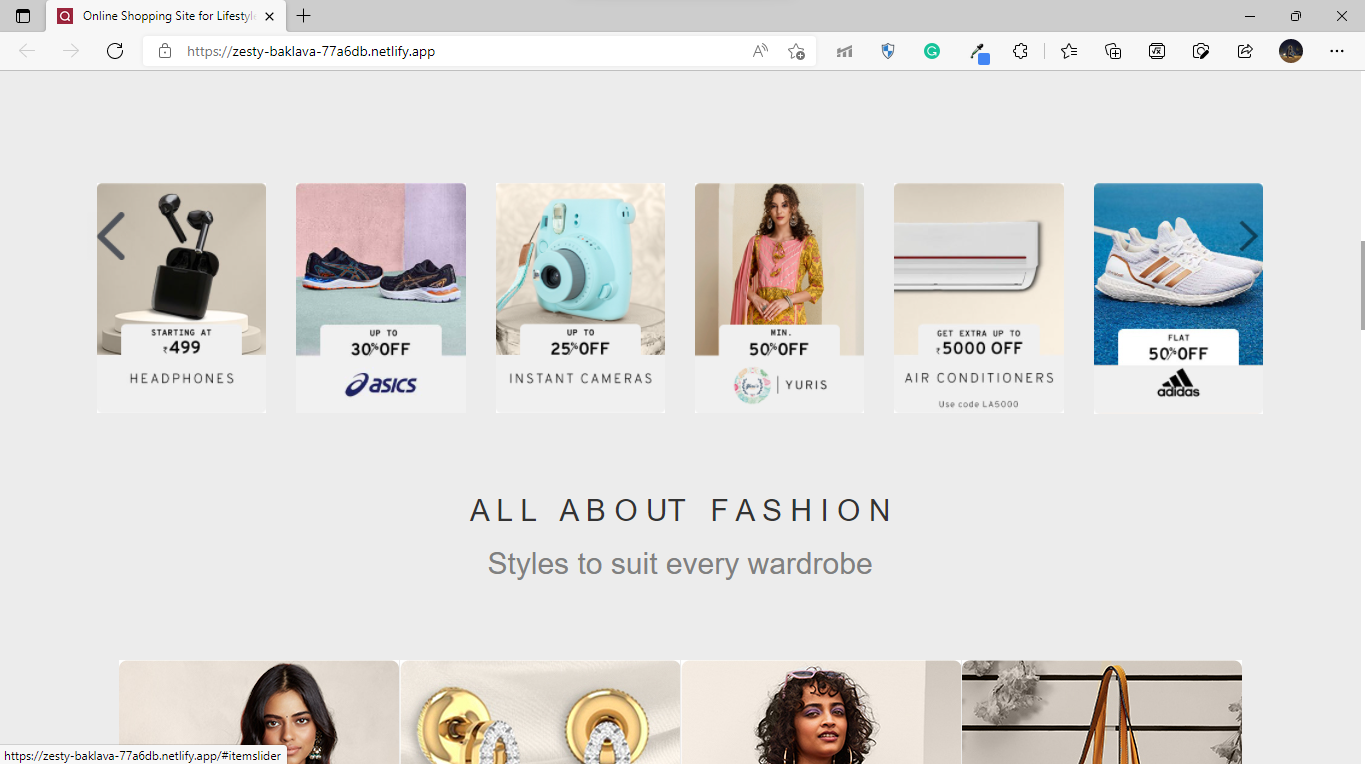 Online Shopping Site for Lifestyle
https://zesty-baklava-77a6db.netlify.app
STARTING AT
₹499
HEADPHONES
UP TO
30% OFF
asics
UP TO
25% OFF
INSTANT CAMERAS
MIN.
50% OFF
YURIS
GET EXTRA UP TO
₹5000 OFF
AIR CONDITIONERS
Use code LA5000
FLAT
50% OFF
adidas
ALL ABOUT FASHION
Styles to suit every wardrobe
https://zesty-baklava-77a6db.netlify.app/#itemslider